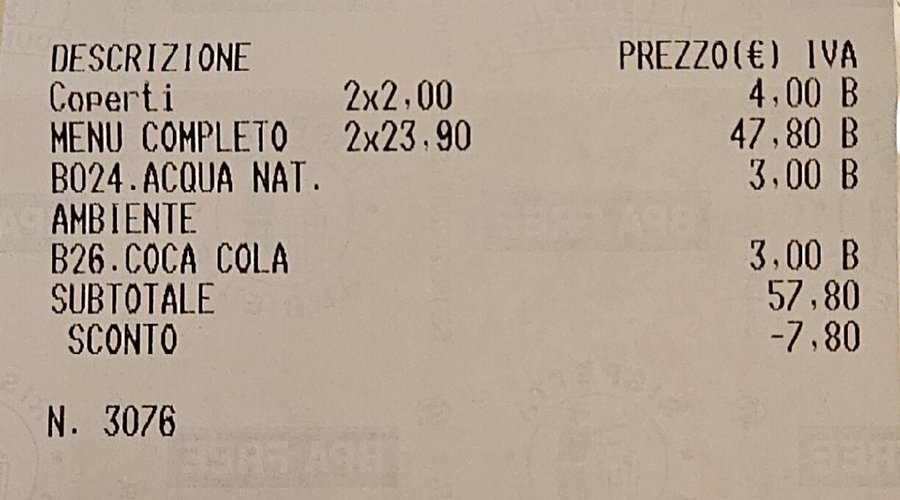 DESCRIZIONE PREZZO(€) IVA
Coperti 2x2,00 4,00 B
MENU COMPLETO 2x23,90 47,80 B
B024.ACQUA NAT. 3,00 B
AMBIENTE
B26.COCA COLA 3,00 B
SUBTOTALE 57,80
SCONTO -7,80
N. 3076